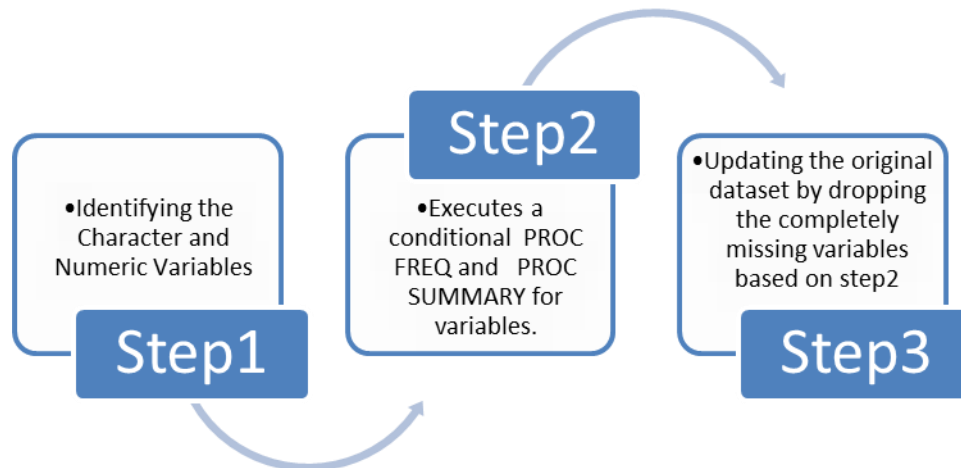 •Identifying the
Character and
Numeric Variables
Step1
Step2
•Executes a
conditional PROC
FREQ and PROC
SUMMARY for
variables.
•Updating the original
dataset by dropping
the completely
missing variables
based on step2
Step3